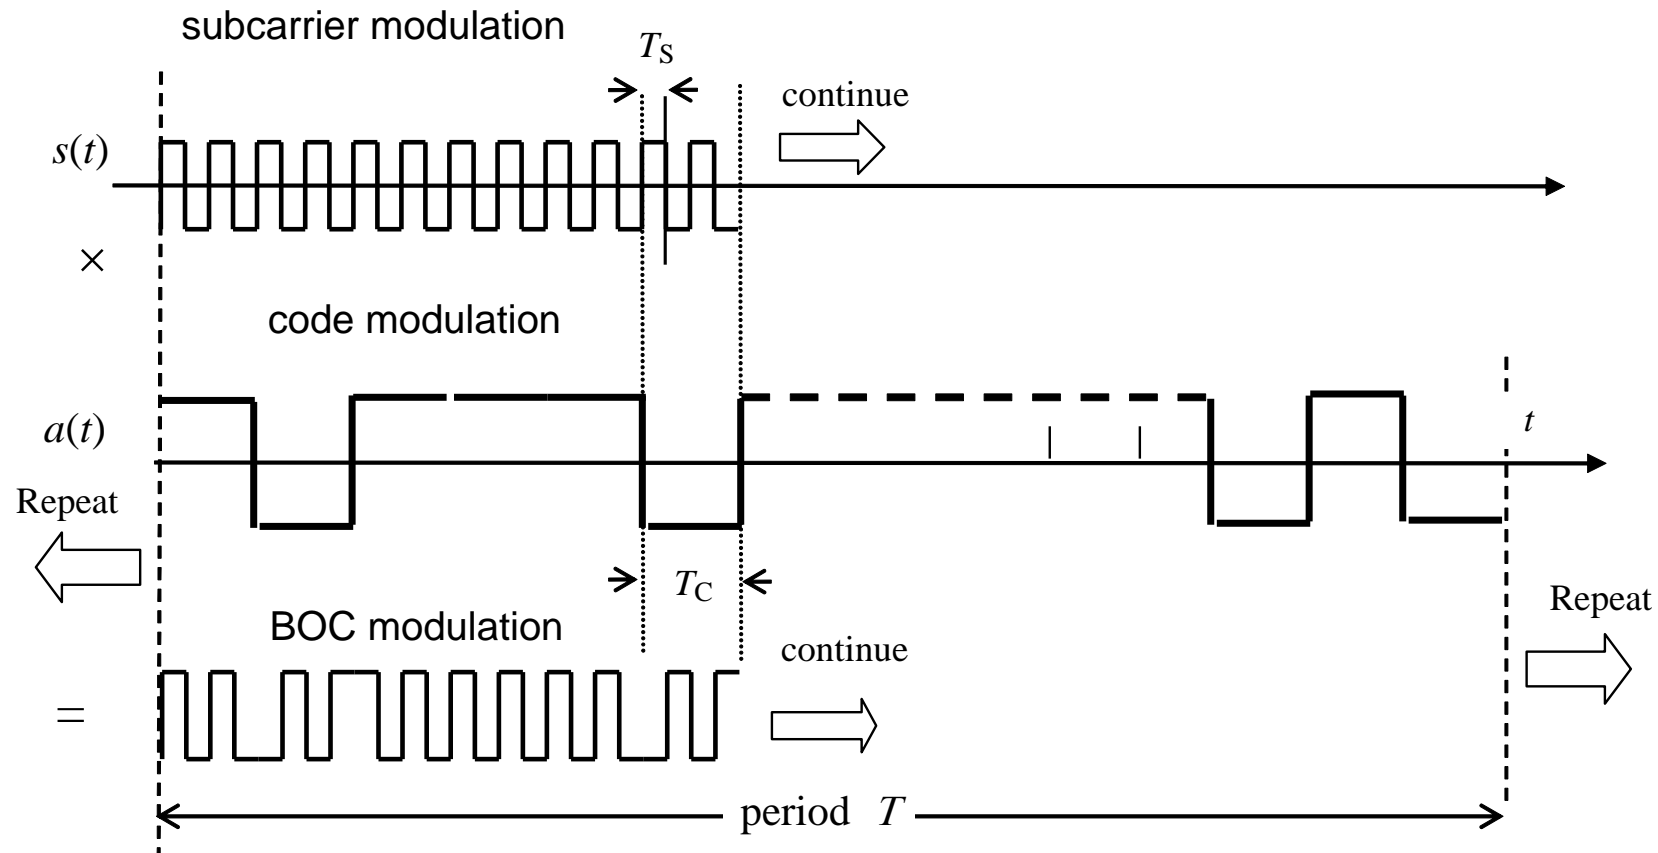 subcarrier modulation
T_S
continue
s(t)
×
code modulation
a(t)
t
Repeat
T_C
Repeat
BOC modulation
continue
=
period T